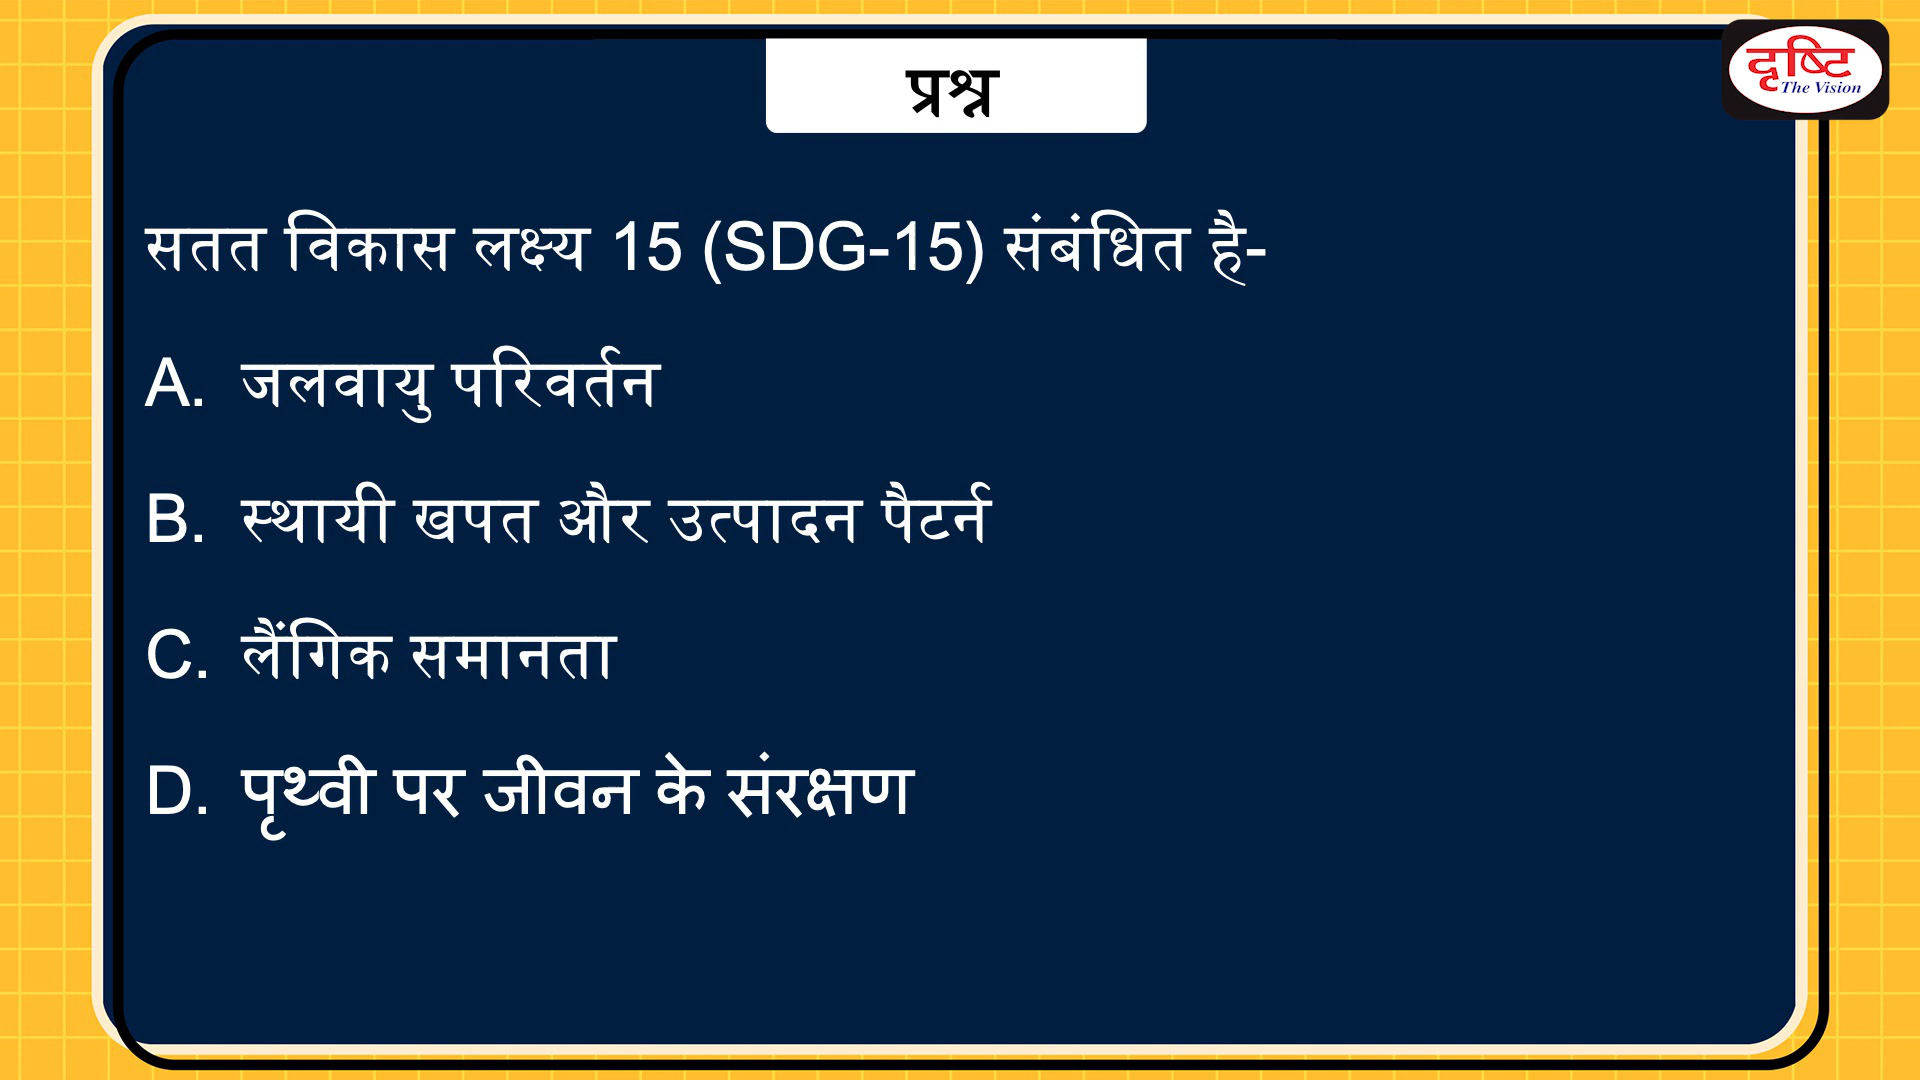 प्रश्न
दृष्टि
The Vision
सतत विकास लक्ष्य 15 (SDG-15) संबंधित है-
A. जलवायु परिवर्तन
B. स्थायी खपत और उत्पादन पैटर्न
C. लैंगिक समानता
D. पृथ्वी पर जीवन के संरक्षण